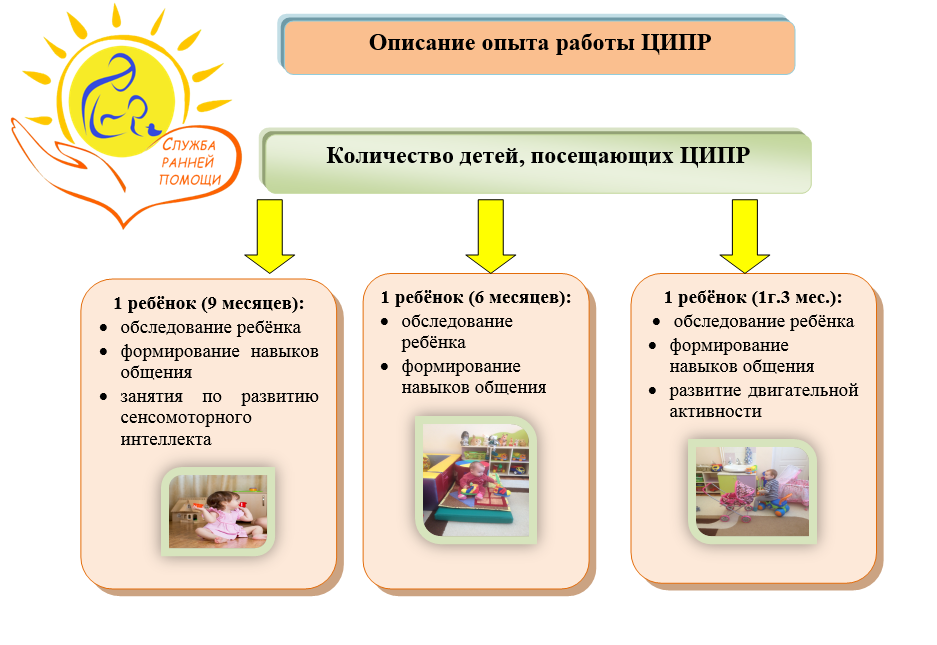 Описание опыта работы ЦИПР
СЛУЖБА
РАННЕЙ
ПОМОЩИ
Количество детей, посещающих ЦИПР
1 ребёнок (9 месяцев):
• обследование ребёнка
• формирование навыков
общения
• занятия по развитию
сенсомоторного
интеллекта
1 ребёнок (6 месяцев):
• обследование
ребёнка
• формирование
навыков общения
1 ребёнок (1г.3 мес.):
• обследование ребёнка
• формирование
навыков общения
• развитие двигательной
активности